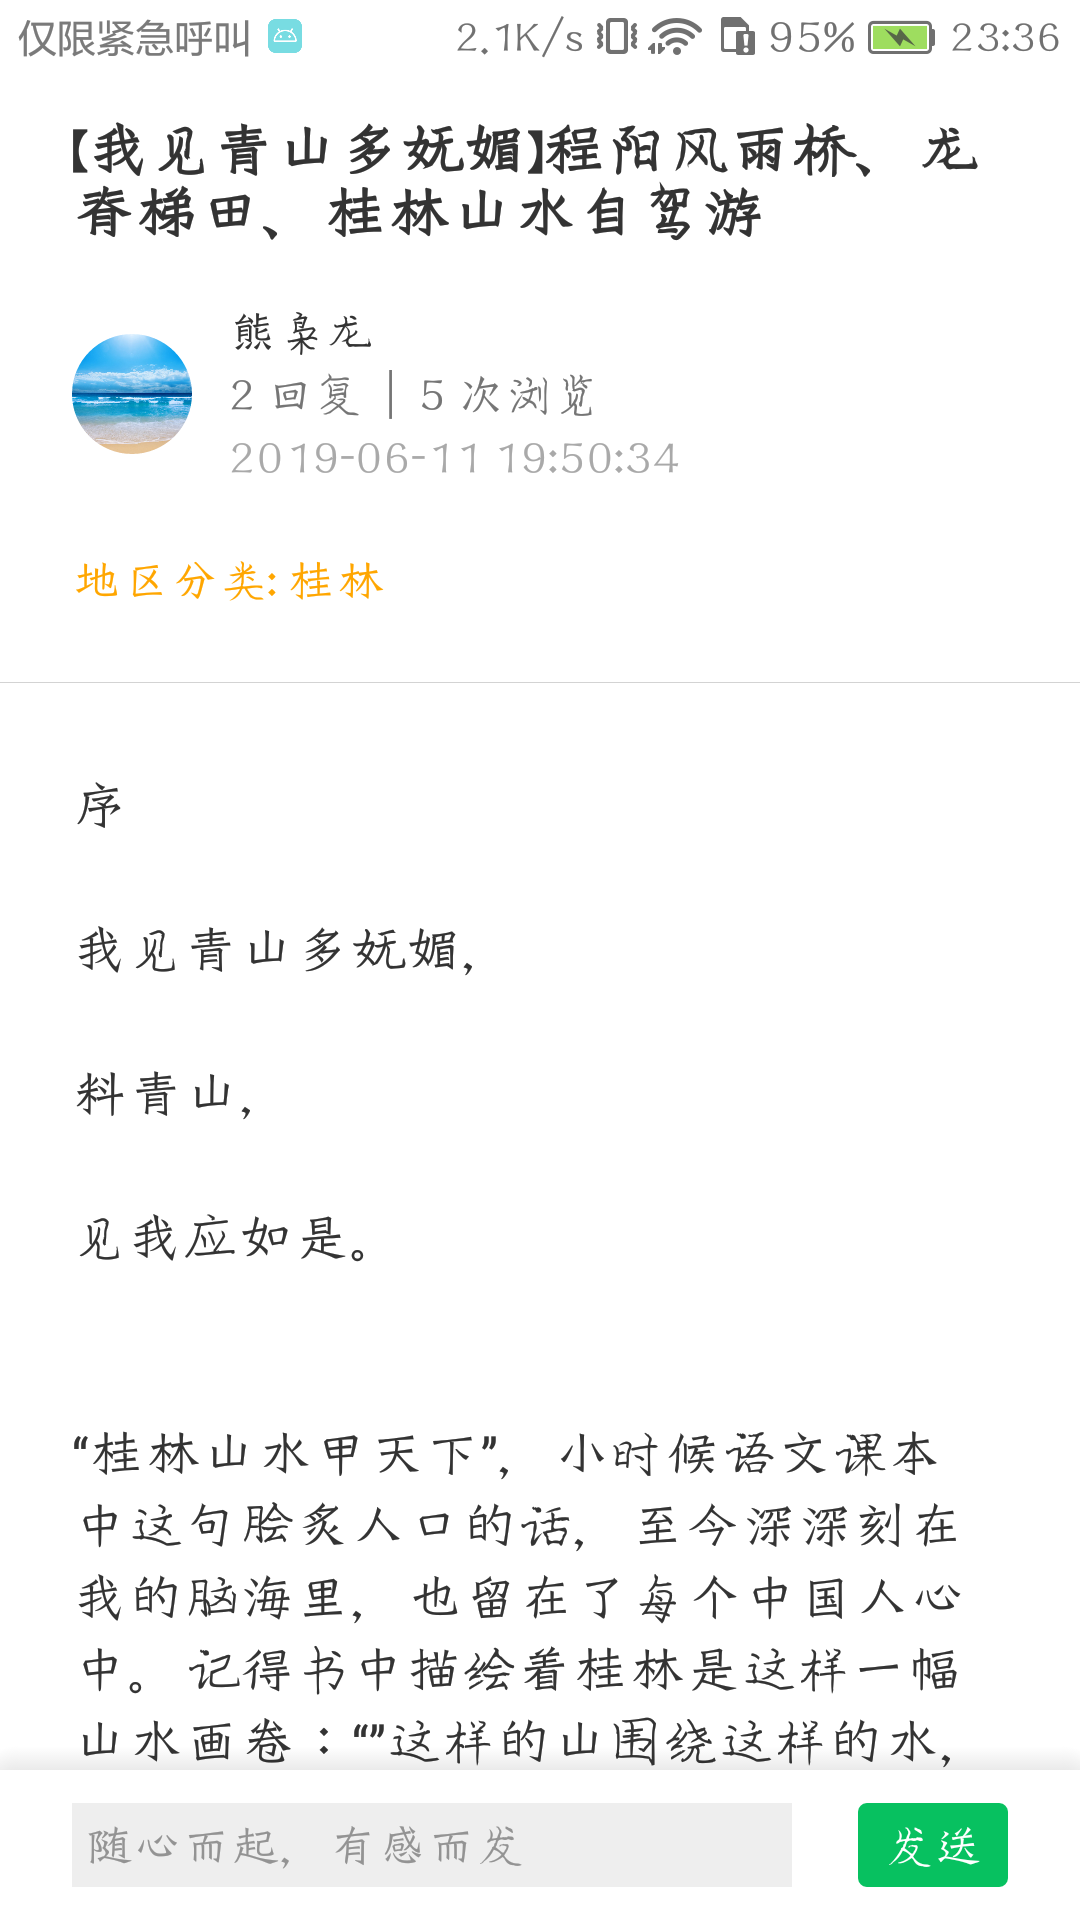 仅限紧急呼叫 2.1K/s 95% 23:36
【我见青山多妩媚】程阳风雨桥、龙
脊梯田、桂林山水自驾游
熊枭龙
2 回复 | 5 次浏览
2019-06-11 19:50:34
地区分类: 桂林
序
我见青山多妩媚，
料青山，
见我应如是。
“桂林山水甲天下”，小时候语文课本
中这句脍炙人口的话，至今深深刻在
我的脑海里，也留在了每个中国人心
中。记得书中描绘着桂林是这样一幅
山水画卷：“”这样的山围绕这样的水，
随心而起，有感而发
发送